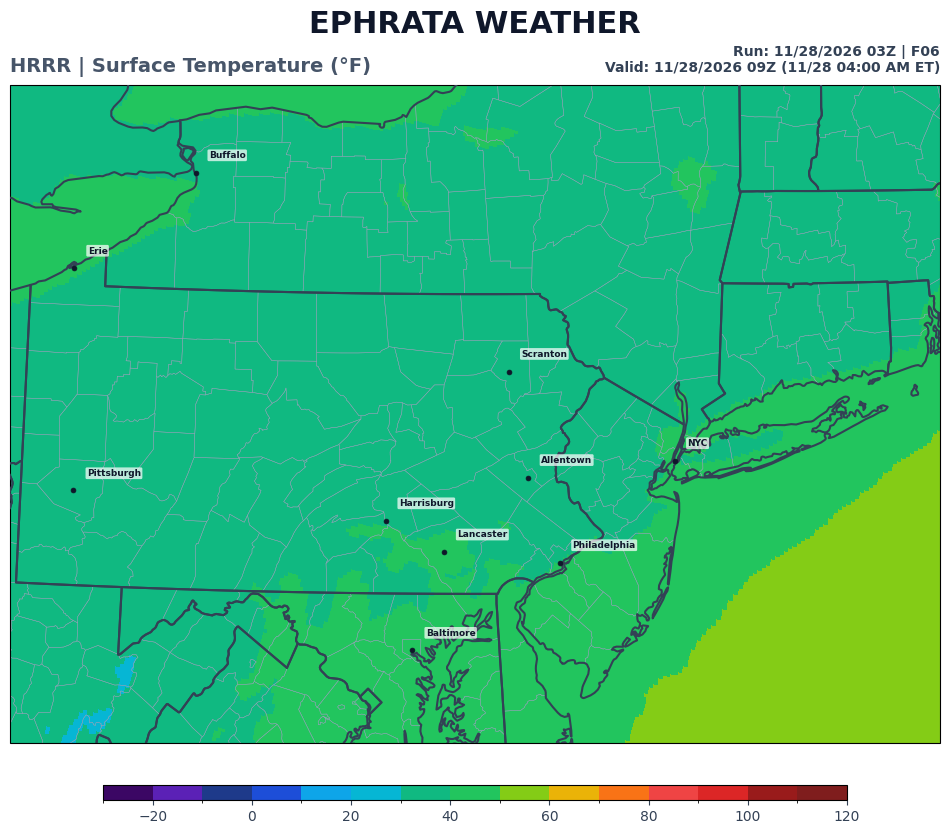 EPHRATA WEATHER
HRRR | Surface Temperature (°F)
Run: 11/28/2026 03Z | F06
Valid: 11/28/2026 09Z (11/28 04:00 AM ET)
Buffalo
Erie
Scranton
NYC
Allentown
Pittsburgh
Harrisburg
Lancaster
Philadelphia
Baltimore
−20 0 20 40 60 80 100 120